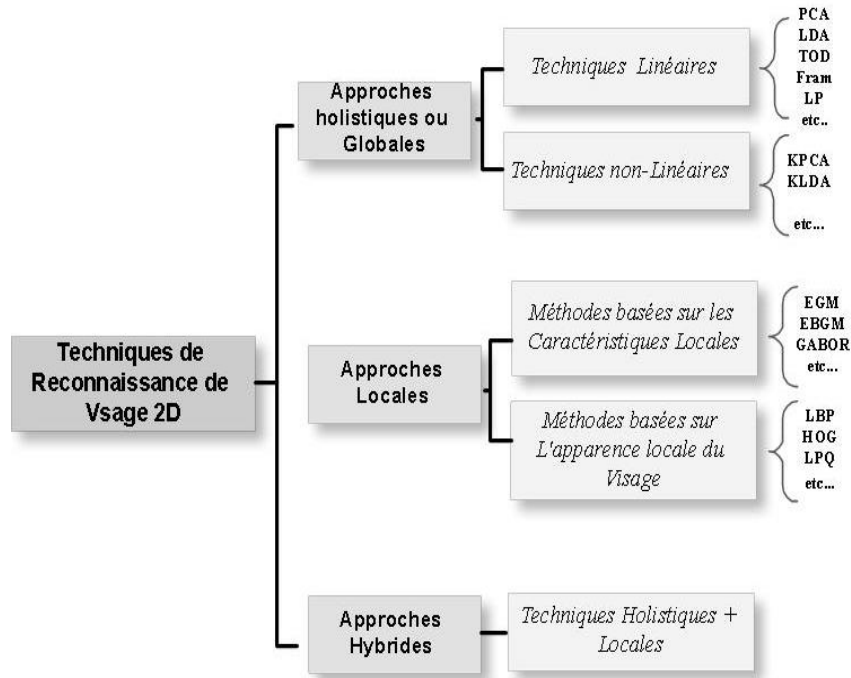 PCA
LDA
TOD
Fram
LP
etc..
Techniques Linéaires
Approches
holistiques ou
Globales
Techniques non-Linéaires
KPCA
KLDA
etc...
Méthodes basées sur les
Caractéristiques Locales
EGM
EBGM
GABOR
etc...
Techniques de
Reconnaissance de
Vsage 2D
Approches
Locales
Méthodes basées sur
L'apparence locale du
Visage
LBP
HOG
LPQ
etc...
Approches
Hybrides
Techniques Holistiques +
Locales